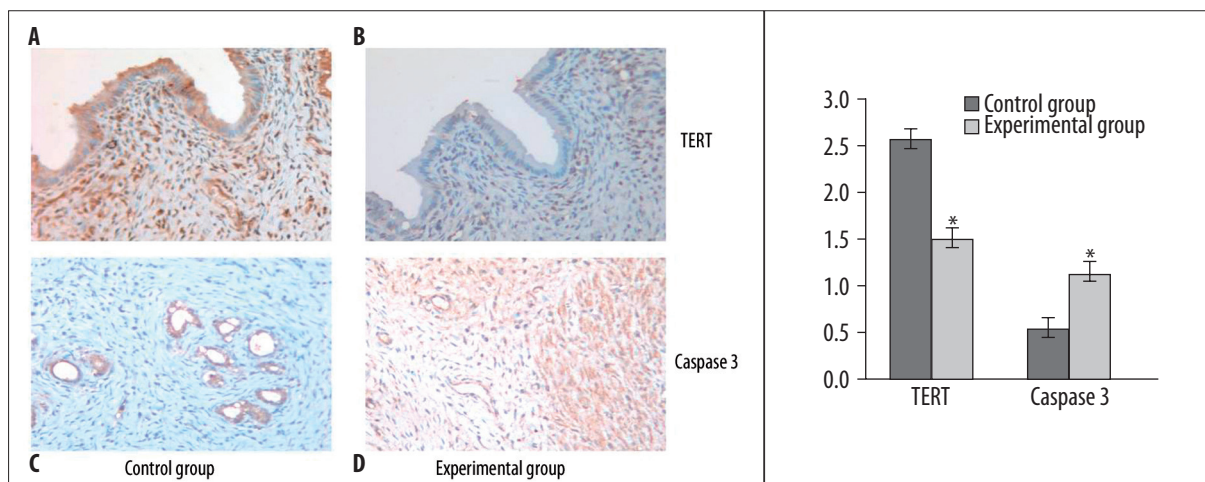 A
B
TERT
Caspase 3
C
Control group
D
Experimental group
Control group
Experimental group
3.0
2.5
2.0
1.5
1.0
0.5
0.0
*
*
TERT
Caspase 3